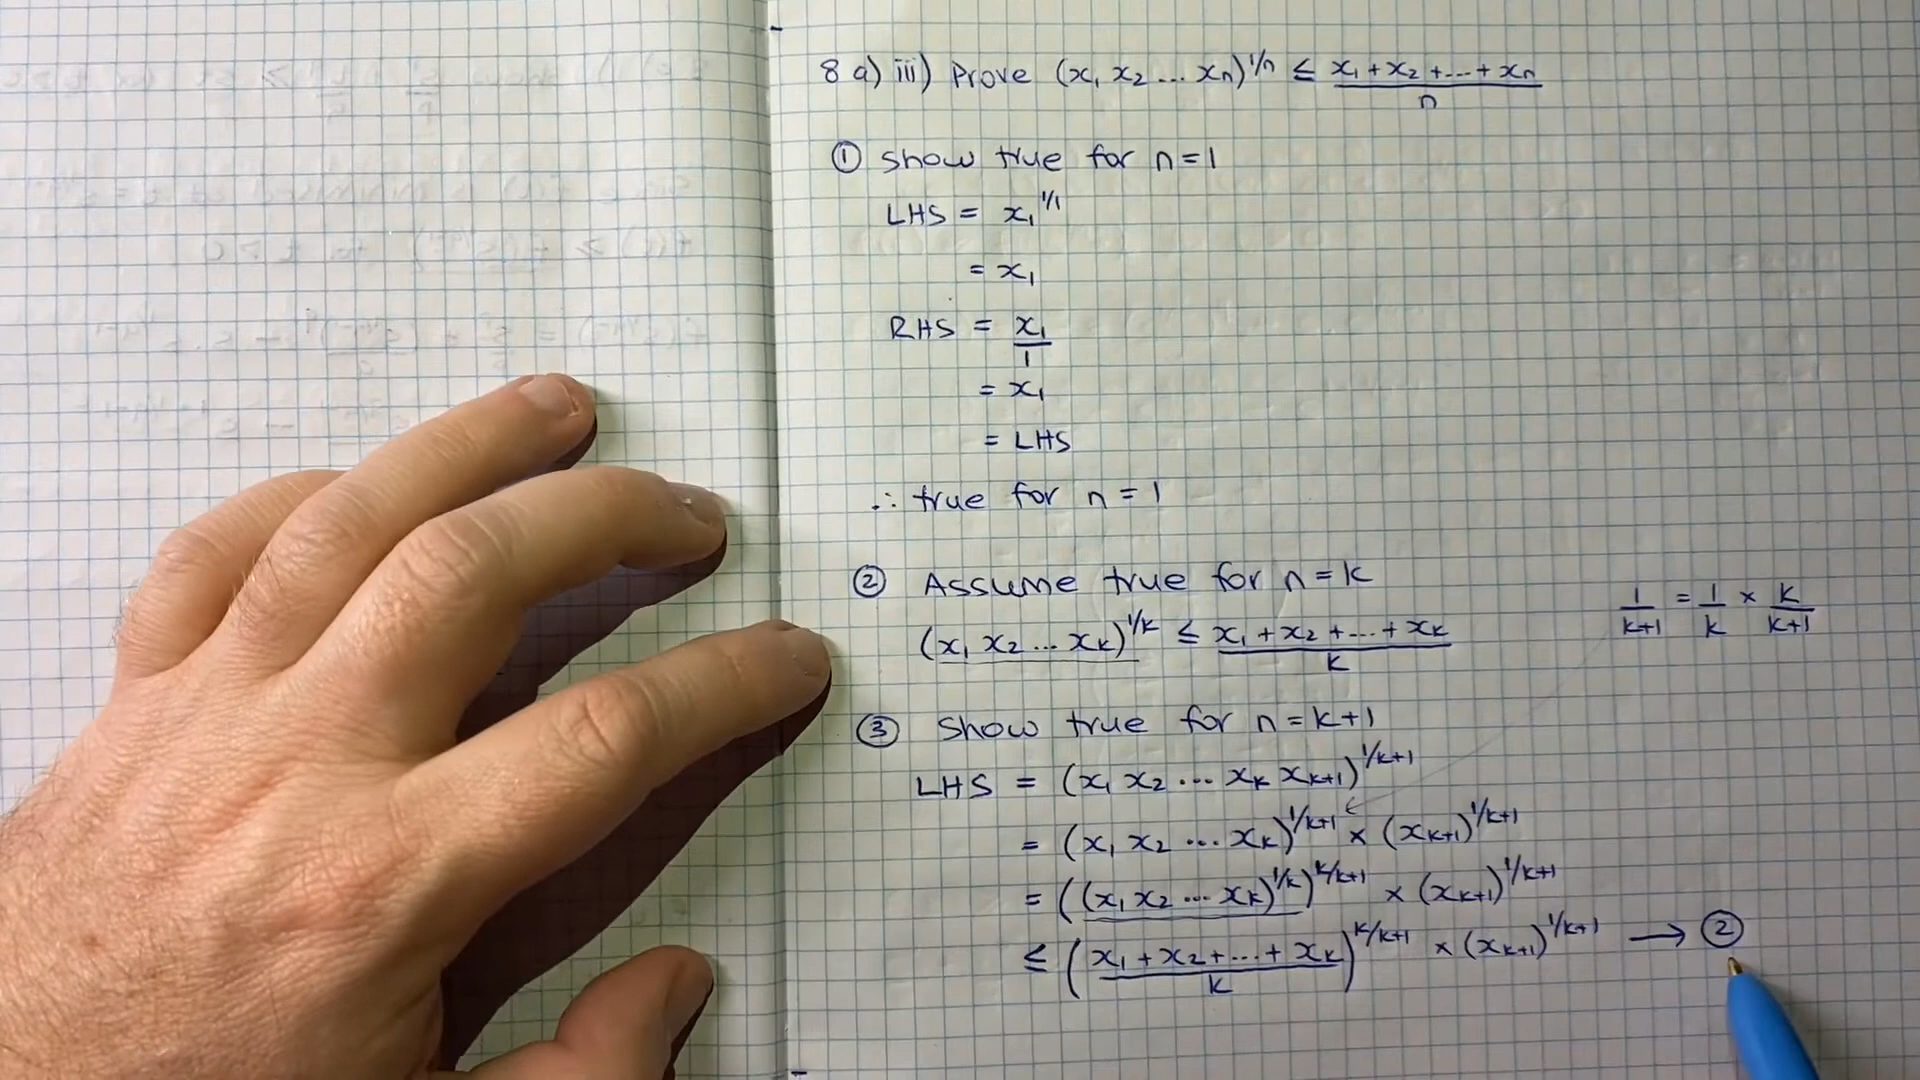 8 a) iii) Prove (x₁ x₂ ... xₙ)^1/n ≤ (x₁ + x₂ + ... + xₙ)/n
① Show true for n = 1
LHS = x₁^1/1
= x₁
RHS = x₁/1
= x₁
= LHS
∴ true for n = 1
② Assume true for n = k
(x₁ x₂ ... xₖ)^1/k ≤ (x₁ + x₂ + ... + xₖ)/k
1/(k+1) = 1/k × k/(k+1)
③ Show true for n = k+1
LHS = (x₁ x₂ ... xₖ xₖ₊₁)^1/k+1
= (x₁ x₂ ... xₖ)^1/k+1 × (xₖ₊₁)^1/k+1
= ((x₁ x₂ ... xₖ)^1/k)^k/k+1 × (xₖ₊₁)^1/k+1
≤ ((x₁ + x₂ + ... + xₖ)/k)^k/k+1 × (xₖ₊₁)^1/k+1 → ②